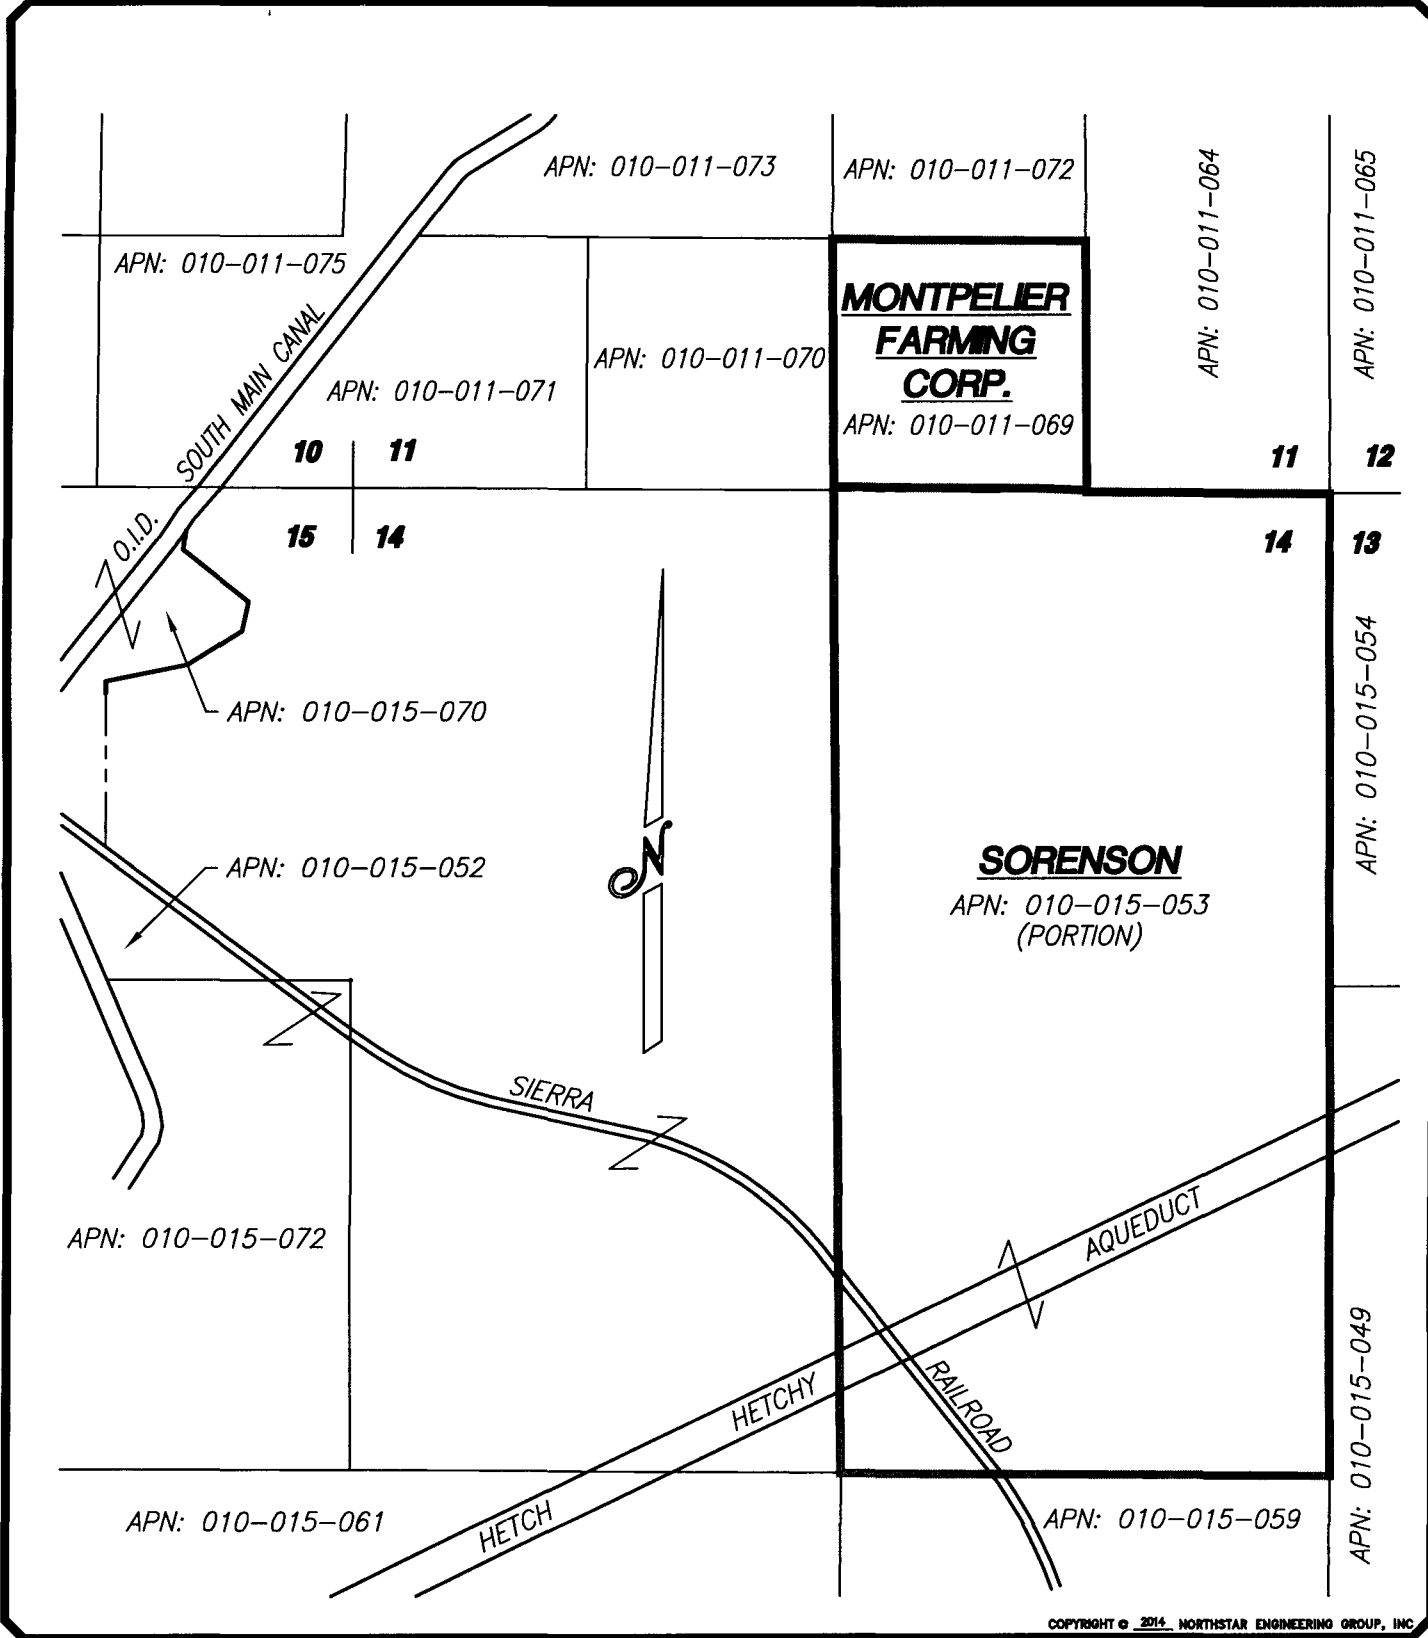 APN: 010-011-073
APN: 010-011-072
APN: 010-011-064
APN: 010-011-065
APN: 010-011-075
SOUTH MAIN CANAL
O.I.D.
APN: 010-011-071
APN: 010-011-070
MONTPELIER
FARMING
CORP.
APN: 010-011-069
10 11
15 14
11 12
14 13
APN: 010-015-054
APN: 010-015-070
APN: 010-015-052
N
SORENSON
APN: 010-015-053
(PORTION)
SIERRA
RAILROAD
APN: 010-015-072
HETCH
HETCHY
AQUEDUCT
APN: 010-015-049
APN: 010-015-061
APN: 010-015-059
COPYRIGHT © 2014 NORTHSTAR ENGINEERING GROUP, INC